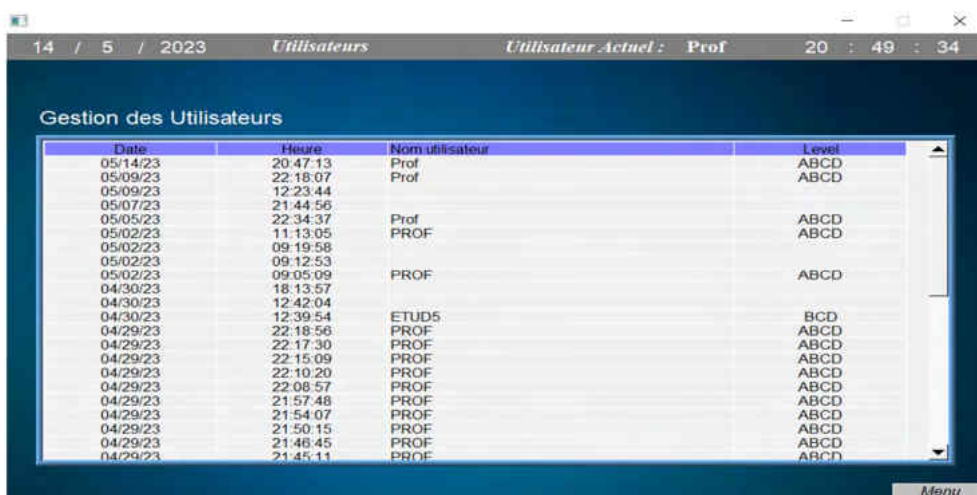 14 / 5 / 2023 Utilisateurs Utilisateur Actuel : Prof 20 : 49 : 34
Gestion des Utilisateurs
Date Heure Nom utilisateur Level
05/14/23 20:47:13 Prof ABCD
05/09/23 22:18:07 Prof ABCD
05/09/23 12:23:44
05/07/23 21:44:56
05/05/23 22:34:37 Prof ABCD
05/02/23 11:13:05 PROF ABCD
05/02/23 09:19:58
05/02/23 09:12:53
05/02/23 09:05:09 PROF ABCD
04/30/23 18:13:57
04/30/23 12:42:04
04/30/23 12:39:54 ETUD5 BCD
04/29/23 22:18:56 PROF ABCD
04/29/23 22:17:30 PROF ABCD
04/29/23 22:15:09 PROF ABCD
04/29/23 22:10:20 PROF ABCD
04/29/23 22:08:57 PROF ABCD
04/29/23 21:57:48 PROF ABCD
04/29/23 21:54:07 PROF ABCD
04/29/23 21:50:15 PROF ABCD
04/29/23 21:46:45 PROF ABCD
04/29/23 21:45:11 PROF ABCD
Menu